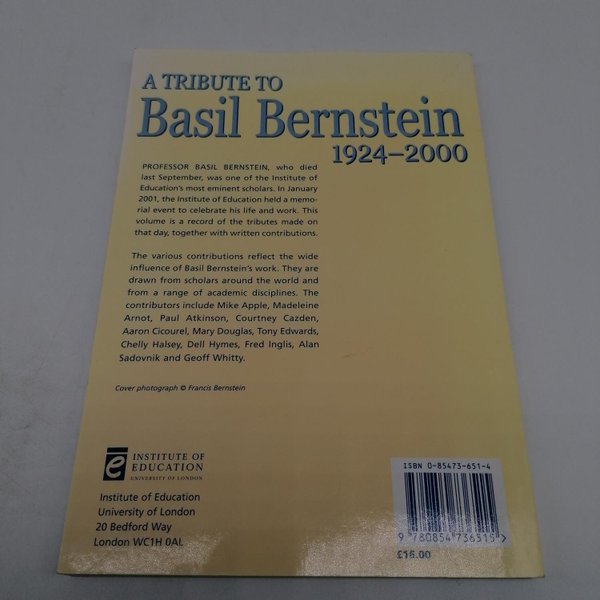 A TRIBUTE TO
Basil Bernstein
1924–2000
PROFESSOR BASIL BERNSTEIN, who died
last September, was one of the Institute of
Education's most eminent scholars. In January
2001, the Institute of Education held a memo-
rial event to celebrate his life and work. This
volume is a record of the tributes made on
that day, together with written contributions.
The various contributions reflect the wide
influence of Basil Bernstein's work. They are
drawn from scholars around the world and
from a range of academic disciplines. The
contributors include Mike Apple, Madeleine
Arnot, Paul Atkinson, Courtney Cazden,
Aaron Cicourel, Mary Douglas, Tony Edwards,
Chelly Halsey, Dell Hymes, Fred Inglis, Alan
Sadovnik and Geoff Whitty.
Cover photograph © Francis Bernstein
INSTITUTE OF
EDUCATION
UNIVERSITY OF LONDON
Institute of Education
University of London
20 Bedford Way
London WC1H 0AL
ISBN 0-85473-651-4
9 780854 736515 >
£15.00